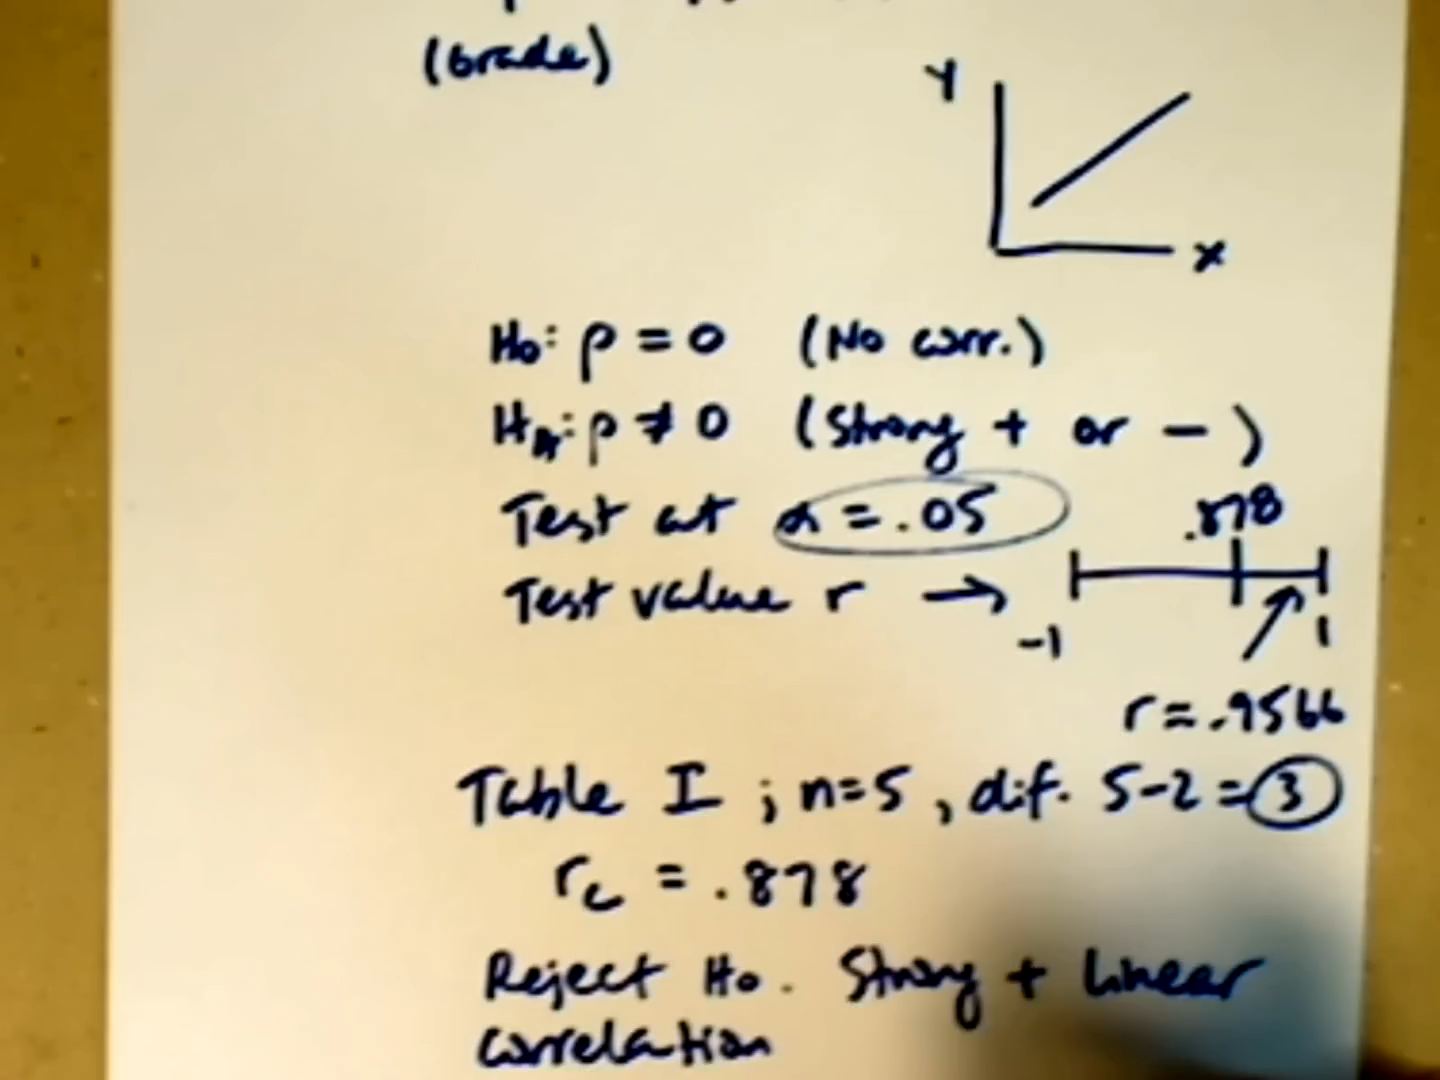 (Grade)
Y
X
Ho: ρ = 0 (No corr.)
HA: ρ ≠ 0 (Strong + or -)
Test at α = .05
.878
Test value r →
-1 1
r = .9566
Table I ; n=5 , d.f. 5-2 = 3
rc = .878
Reject Ho. Strong + Linear
correlation